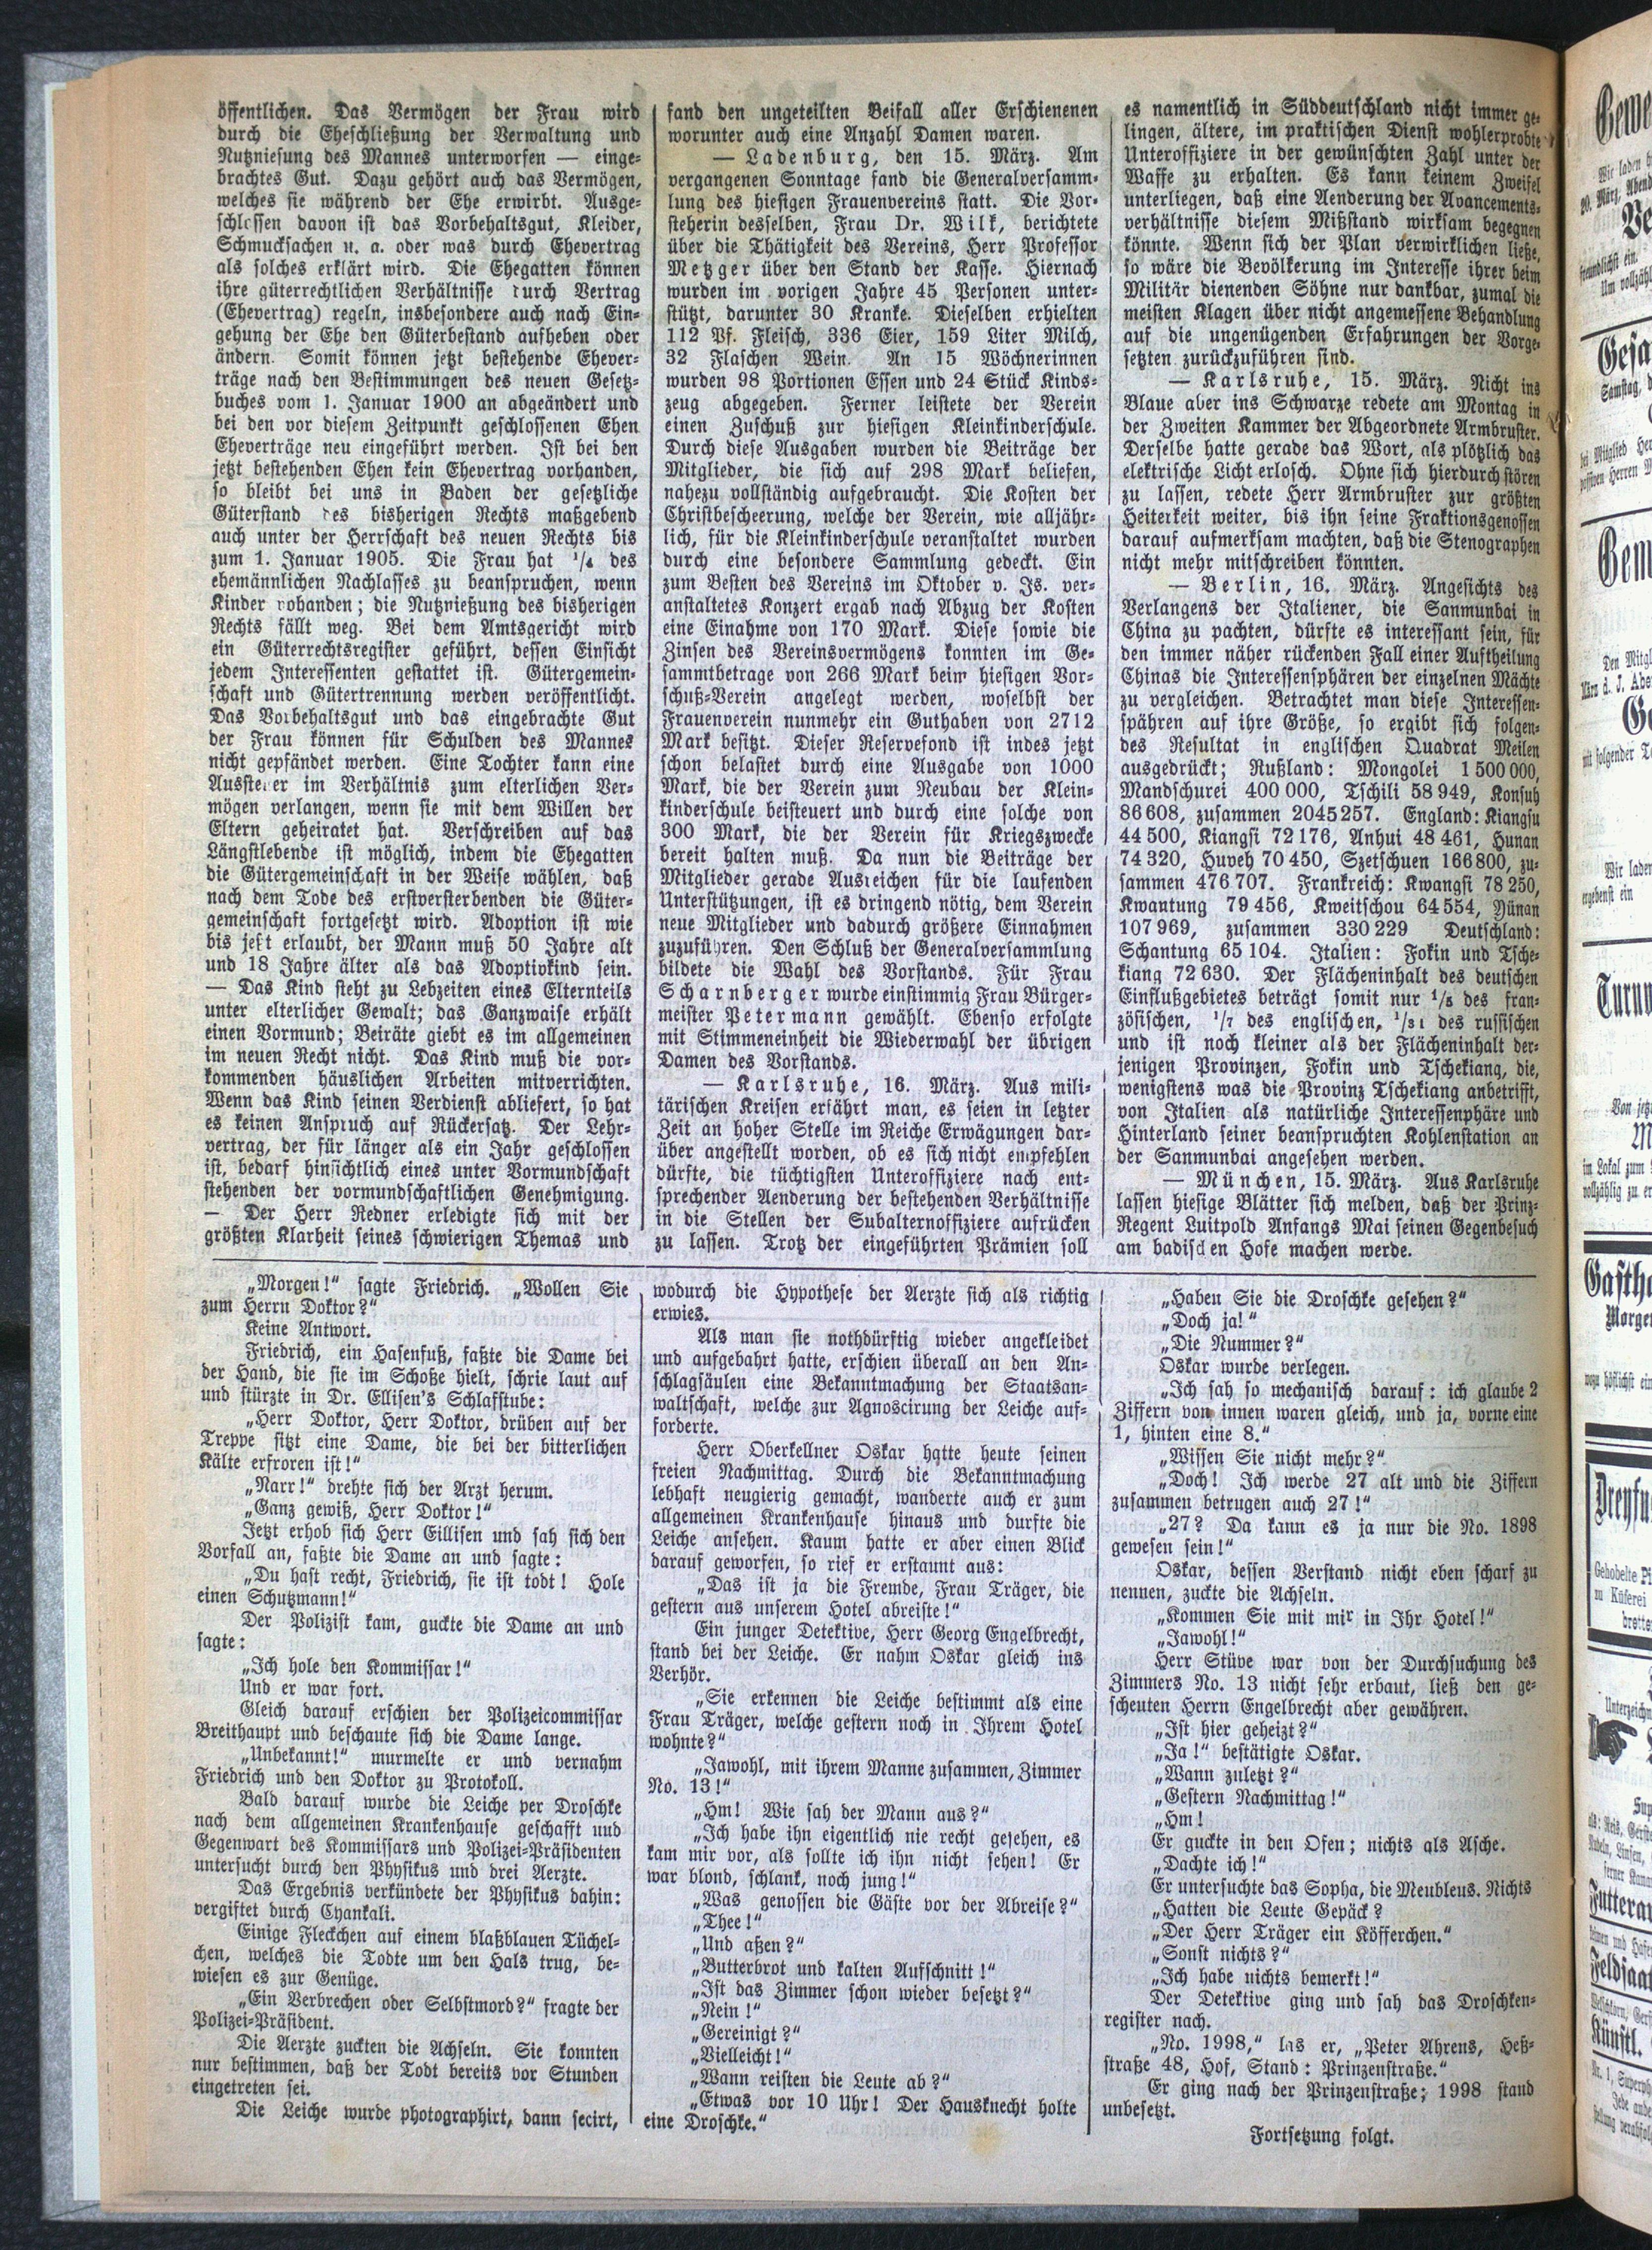 öffentlichen. Das Vermögen der Frau wird
durch die Eheschließung der Verwaltung und
Nutzniesung des Mannes unterworfen — einge-
brachtes Gut. Dazu gehört auch das Vermögen,
welches sie während der Ehe erwirbt. Ausge-
schlossen davon ist das Vorbehaltsgut, Kleider,
Schmucksachen u. a. oder was durch Ehevertrag
als solches erklärt wird. Die Ehegatten können
ihre güterrechtlichen Verhältnisse durch Vertrag
(Ehevertrag) regeln, insbesondere auch nach Ein-
gehung der Ehe den Güterbestand aufheben oder
ändern. Somit können jetzt bestehende Ehever-
träge nach den Bestimmungen des neuen Gesetz-
buches vom 1. Januar 1900 an abgeändert und
bei den vor diesem Zeitpunkt geschlossenen Ehen
Eheverträge neu eingeführt werden. Ist bei den
jetzt bestehenden Ehen kein Ehevertrag vorhanden,
so bleibt bei uns in Baden der gesetzliche
Güterstand des bisherigen Rechts maßgebend
auch unter der Herrschaft des neuen Rechts bis
zum 1. Januar 1905. Die Frau hat ¼ des
ehemännlichen Nachlasses zu beanspruchen, wenn
Kinder vohanden; die Nutznießung des bisherigen
Rechts fällt weg. Bei dem Amtsgericht wird
ein Güterrechtsregister geführt, dessen Einsicht
jedem Interessenten gestattet ist. Gütergemein-
schaft und Gütertrennung werden veröffentlicht.
Das Vorbehaltsgut und das eingebrachte Gut
der Frau können für Schulden des Mannes
nicht gepfändet werden. Eine Tochter kann eine
Aussteuer im Verhältnis zum elterlichen Ver-
mögen verlangen, wenn sie mit dem Willen der
Eltern geheiratet hat. Verschreiben auf das
Längstlebende ist möglich, indem die Ehegatten
die Gütergemeinschaft in der Weise wählen, daß
nach dem Tode des erstversterbenden die Güter-
gemeinschaft fortgesetzt wird. Adoption ist wie
bis jetzt erlaubt, der Mann muß 50 Jahre alt
und 18 Jahre älter als das Adoptivkind sein.
— Das Kind steht zu Lebzeiten eines Elternteils
unter elterlicher Gewalt; das Ganzwaise erhält
einen Vormund; Beiräte giebt es im allgemeinen
im neuen Recht nicht. Das Kind muß die vor-
kommenden häuslichen Arbeiten mitverrichten.
Wenn das Kind seinen Verdienst abliefert, so hat
es keinen Anspruch auf Rückersatz. Der Lehr-
vertrag, der für länger als ein Jahr geschlossen
ist, bedarf hinsichtlich eines unter Vormundschaft
stehenden der vormundschaftlichen Genehmigung.
— Der Herr Redner erledigte sich mit der
größten Klarheit seines schwierigen Themas und
fand den ungeteilten Beifall aller Erschienenen
worunter auch eine Anzahl Damen waren.
— Ladenburg, den 15. März. Am
vergangenen Sonntage fand die Generalversamm-
lung des hiesigen Frauenvereins statt. Die Vor-
steherin desselben, Frau Dr. Wilk, berichtete
über die Thätigkeit des Vereins, Herr Professor
Metzger über den Stand der Kasse. Hiernach
wurden im vorigen Jahre 45 Personen unter-
stützt, darunter 30 Kranke. Dieselben erhielten
112 Pf. Fleisch, 336 Eier, 159 Liter Milch,
32 Flaschen Wein. An 15 Wöchnerinnen
wurden 98 Portionen Essen und 24 Stück Kinds-
zeug abgegeben. Ferner leistete der Verein
einen Zuschuß zur hiesigen Kleinkinderschule.
Durch diese Ausgaben wurden die Beiträge der
Mitglieder, die sich auf 298 Mark beliefen,
nahezu vollständig aufgebraucht. Die Kosten der
Christbescheerung, welche der Verein, wie alljähr-
lich, für die Kleinkinderschule veranstaltet wurden
durch eine besondere Sammlung gedeckt. Ein
zum Besten des Vereins im Oktober v. Js. ver-
anstaltetes Konzert ergab nach Abzug der Kosten
eine Einahme von 170 Mark. Diese sowie die
Zinsen des Vereinsvermögens konnten im Ge-
sammtbetrage von 266 Mark beim hiesigen Vor-
schuß-Verein angelegt werden, woselbst der
Frauenverein nunmehr ein Guthaben von 2712
Mark besitzt. Dieser Reservefond ist indes jetzt
schon belastet durch eine Ausgabe von 1000
Mark, die der Verein zum Neubau der Klein-
kinderschule beisteuert und durch eine solche von
300 Mark, die der Verein für Kriegszwecke
bereit halten muß. Da nun die Beiträge der
Mitglieder gerade Ausreichen für die laufenden
Unterstützungen, ist es dringend nötig, dem Verein
neue Mitglieder und dadurch größere Einnahmen
zuzuführen. Den Schluß der Generalversammlung
bildete die Wahl des Vorstands. Für Frau
Scharnberger wurde einstimmig Frau Bürger-
meister Petermann gewählt. Ebenso erfolgte
mit Stimmeneinheit die Wiederwahl der übrigen
Damen des Vorstands.
— Karlsruhe, 16. März. Aus mili-
tärischen Kreisen erfährt man, es seien in letzter
Zeit an hoher Stelle im Reiche Erwägungen dar-
über angestellt worden, ob es sich nicht empfehlen
dürfte, die tüchtigsten Unteroffiziere nach ent-
sprechender Aenderung der bestehenden Verhältnisse
in die Stellen der Subalternoffiziere aufrücken
zu lassen. Trotz der eingeführten Prämien soll
es namentlich in Süddeutschland nicht immer ge-
lingen, ältere, im praktischen Dienst wohlerprobte
Unteroffiziere in der gewünschten Zahl unter der
Waffe zu erhalten. Es kann keinem Zweifel
unterliegen, daß eine Aenderung der Avancements-
verhältnisse diesem Mißstand wirksam begegnen
könnte. Wenn sich der Plan verwirklichen ließe,
so wäre die Bevölkerung im Interesse ihrer beim
Militär dienenden Söhne nur dankbar, zumal die
meisten Klagen über nicht angemessene Behandlung
auf die ungenügenden Erfahrungen der Vorge-
setzten zurückzuführen sind.
— Karlsruhe, 15. März. Nicht ins
Blaue aber ins Schwarze redete am Montag in
der Zweiten Kammer der Abgeordnete Armbruster.
Derselbe hatte gerade das Wort, als plötzlich das
elektrische Licht erlosch. Ohne sich hierdurch stören
zu lassen, redete Herr Armbruster zur größten
Heiterkeit weiter, bis ihn seine Fraktionsgenossen
darauf aufmerksam machten, daß die Stenographen
nicht mehr mitschreiben könnten.
— Berlin, 16. März. Angesichts des
Verlangens der Italiener, die Sanmunbai in
China zu pachten, dürfte es interessant sein, für
den immer näher rückenden Fall einer Auftheilung
Chinas die Interessensphären der einzelnen Mächte
zu vergleichen. Betrachtet man diese Interessen-
sphären auf ihre Größe, so ergibt sich folgen-
des Resultat in englischen Quadrat Meilen
ausgedrückt; Rußland: Mongolei 1 500 000,
Mandschurei 400 000, Tschili 58 949, Konsuh
86 608, zusammen 2045 257. England: Kiangsu
44 500, Kiangsi 72 176, Anhui 48 461, Hunan
74 320, Huveh 70 450, Szetschuen 166 800, zu-
sammen 476 707. Frankreich: Kwangsi 78 250,
Kwantung 79 456, Kweitschou 64 554, Yünan
107 969, zusammen 330 229 Deutschland:
Schantung 65 104. Italien: Fokin und Tsche-
kiang 72 630. Der Flächeninhalt des deutschen
Einflußgebietes beträgt somit nur 1/5 des fran-
zösischen, 1/7 des englischen, 1/31 des russischen
und ist noch kleiner als der Flächeninhalt der-
jenigen Provinzen, Fokin und Tschekiang, die,
wenigstens was die Provinz Tschekiang anbetrifft,
von Italien als natürliche Interessenphäre und
Hinterland seiner beanspruchten Kohlenstation an
der Sanmunbai angesehen werden.
— München, 15. März. Aus Karlsruhe
lassen hiesige Blätter sich melden, daß der Prinz-
Regent Luitpold Anfangs Mai seinen Gegenbesuch
am badischen Hofe machen werde.
„Morgen!“ sagte Friedrich. „Wollen Sie
zum Herrn Doktor?“
Keine Antwort.
Friedrich, ein Hasenfuß, faßte die Dame bei
der Hand, die sie im Schoße hielt, schrie laut auf
und stürzte in Dr. Ellisen's Schlafstube:
„Herr Doktor, Herr Doktor, drüben auf der
Treppe sitzt eine Dame, die bei der bitterlichen
Kälte erfroren ist!“
„Narr!“ drehte sich der Arzt herum.
„Ganz gewiß, Herr Doktor!“
Jetzt erhob sich Herr Eillisen und sah sich den
Vorfall an, faßte die Dame an und sagte:
„Du hast recht, Friedrich, sie ist todt! Hole
einen Schutzmann!“
Der Polizist kam, guckte die Dame an und
sagte:
„Ich hole den Kommissar!“
Und er war fort.
Gleich darauf erschien der Polizeicommissar
Breithaupt und beschaute sich die Dame lange.
„Unbekannt!“ murmelte er und vernahm
Friedrich und den Doktor zu Protokoll.
Bald darauf wurde die Leiche per Droschke
nach dem allgemeinen Krankenhause geschafft und
Gegenwart des Kommissars und Polizei-Präsidenten
untersucht durch den Physikus und drei Aerzte.
Das Ergebnis verkündete der Physikus dahin:
vergiftet durch Cyankali.
Einige Fleckchen auf einem blaßblauen Tüchel-
chen, welches die Todte um den Hals trug, be-
wiesen es zur Genüge.
„Ein Verbrechen oder Selbstmord?“ fragte der
Polizei-Präsident.
Die Aerzte zuckten die Achseln. Sie konnten
nur bestimmen, daß der Todt bereits vor Stunden
eingetreten sei.
Die Leiche wurde photographirt, dann secirt,
wodurch die Hypothese der Aerzte sich als richtig
erwies.
Als man sie nothdürftig wieder angekleidet
und aufgebahrt hatte, erschien überall an den An-
schlagsäulen eine Bekanntmachung der Staatsan-
waltschaft, welche zur Agnoscirung der Leiche auf-
forderte.
Herr Oberkellner Oskar hatte heute seinen
freien Nachmittag. Durch die Bekanntmachung
lebhaft neugierig gemacht, wanderte auch er zum
allgemeinen Krankenhause hinaus und durfte die
Leiche ansehen. Kaum hatte er aber einen Blick
darauf geworfen, so rief er erstaunt aus:
„Das ist ja die Fremde, Frau Träger, die
gestern aus unserem Hotel abreiste!“
Ein junger Detektive, Herr Georg Engelbrecht,
stand bei der Leiche. Er nahm Oskar gleich ins
Verhör.
„Sie erkennen die Leiche bestimmt als eine
Frau Träger, welche gestern noch in Ihrem Hotel
wohnte?“
„Jawohl, mit ihrem Manne zusammen, Zimmer
No. 13!“
„Hm! Wie sah der Mann aus?“
„Ich habe ihn eigentlich nie recht gesehen, es
kam mir vor, als sollte ich ihn nicht sehen! Er
war blond, schlank, noch jung!“
„Was genossen die Gäste vor der Abreise?“
„Thee!“
„Und aßen?“
„Butterbrot und kalten Aufschnitt!“
„Ist das Zimmer schon wieder besetzt?“
„Nein!“
„Gereinigt?“
„Vielleicht!“
„Wann reisten die Leute ab?“
„Etwas vor 10 Uhr! Der Hausknecht holte
eine Droschke.“
„Haben Sie die Droschke gesehen?“
„Doch ja!“
„Die Nummer?“
Oskar wurde verlegen.
„Ich sah so mechanisch darauf: ich glaube 2
Ziffern von innen waren gleich, und ja, vorne eine
1, hinten eine 8.“
„Wissen Sie nicht mehr?“
„Doch! Ich werde 27 alt und die Ziffern
zusammen betrugen auch 27!“
„27? Da kann es ja nur die No. 1898
gewesen sein!“
Oskar, dessen Verstand nicht eben scharf zu
nennen, zuckte die Achseln.
„Kommen Sie mit mir in Ihr Hotel!“
„Jawohl!“
Herr Stüve war von der Durchsuchung des
Zimmers No. 13 nicht sehr erbaut, ließ den ge-
scheuten Herrn Engelbrecht aber gewähren.
„Ist hier geheizt?“
„Ja!“ bestätigte Oskar.
„Wann zuletzt?“
„Gestern Nachmittag!“
„Hm!
Er guckte in den Ofen; nichts als Asche.
„Dachte ich!“
Er untersuchte das Sopha, die Meubleus. Nichts
„Hatten die Leute Gepäck?
„Der Herr Träger ein Köfferchen.“
„Sonst nichts?“
„Ich habe nichts bemerkt!“
Der Detektive ging und sah das Droschken-
register nach.
„No. 1998,“ las er, „Peter Ahrens, Heß-
straße 48, Hof, Stand: Prinzenstraße.“
Er ging nach der Prinzenstraße; 1998 stand
unbesetzt.
Fortsetzung folgt.